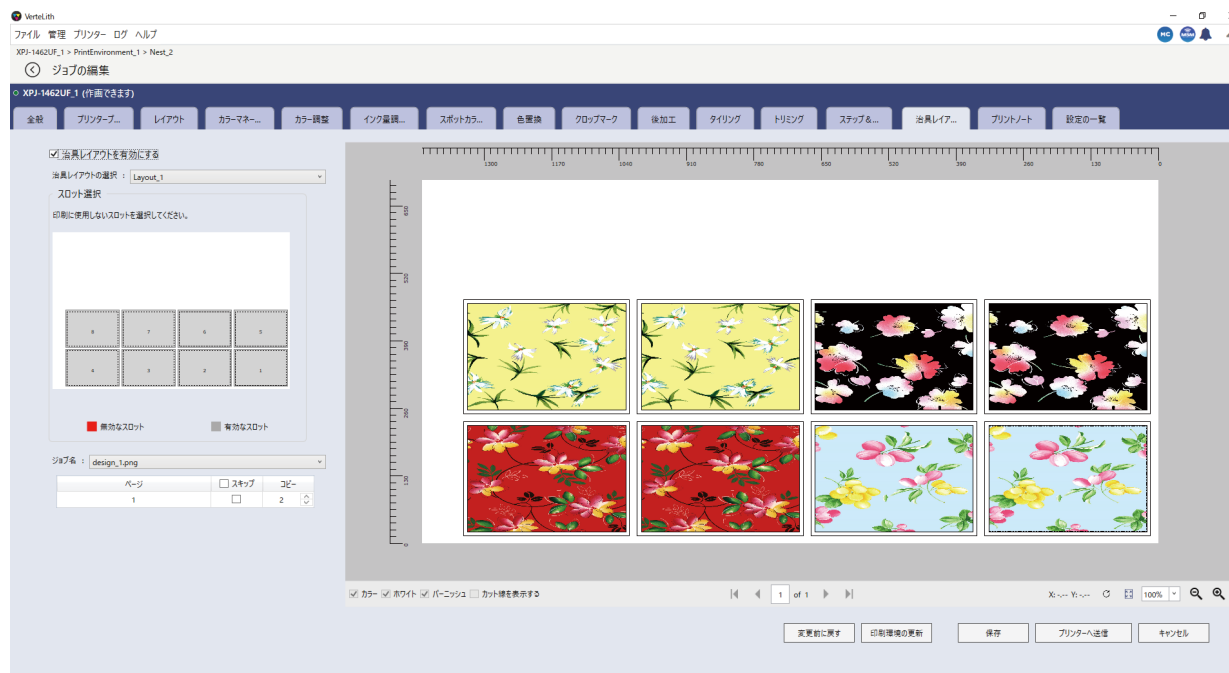 VerteLith
ファイル 管理 プリンター ログ ヘルプ
MC
XPJ-1462UF_1 > PrintEnvironment_1 > Nest_2
ジョブの編集
XPJ-1462UF_1 (作画できます)
全般 プリンタープ... レイアウト カラーマネー... カラー調整 インク量調... スポットカラ... 色置換 クロップマーク 後加工 タイリング トリミング ステップ＆... 治具レイア... プリントノート 設定の一覧
治具レイアウトを有効にする
治具レイアウトの選択 : Layout_1
スロット選択
印刷に使用しないスロットを選択してください。
8 7 6 5
4 3 2 1
無効なスロット 有効なスロット
ジョブ名 : design_1.png
ページ スキップ コピー
1 2
1300 1170 1040 910 780 650 520 390 260 130 0
650
520
390
260
130
0
カラー ホワイト バーニッシュ カット線を表示する
1 of 1
X: -.-- Y: -.--
100%
変更前に戻す 印刷環境の更新 保存 プリンターへ送信 キャンセル